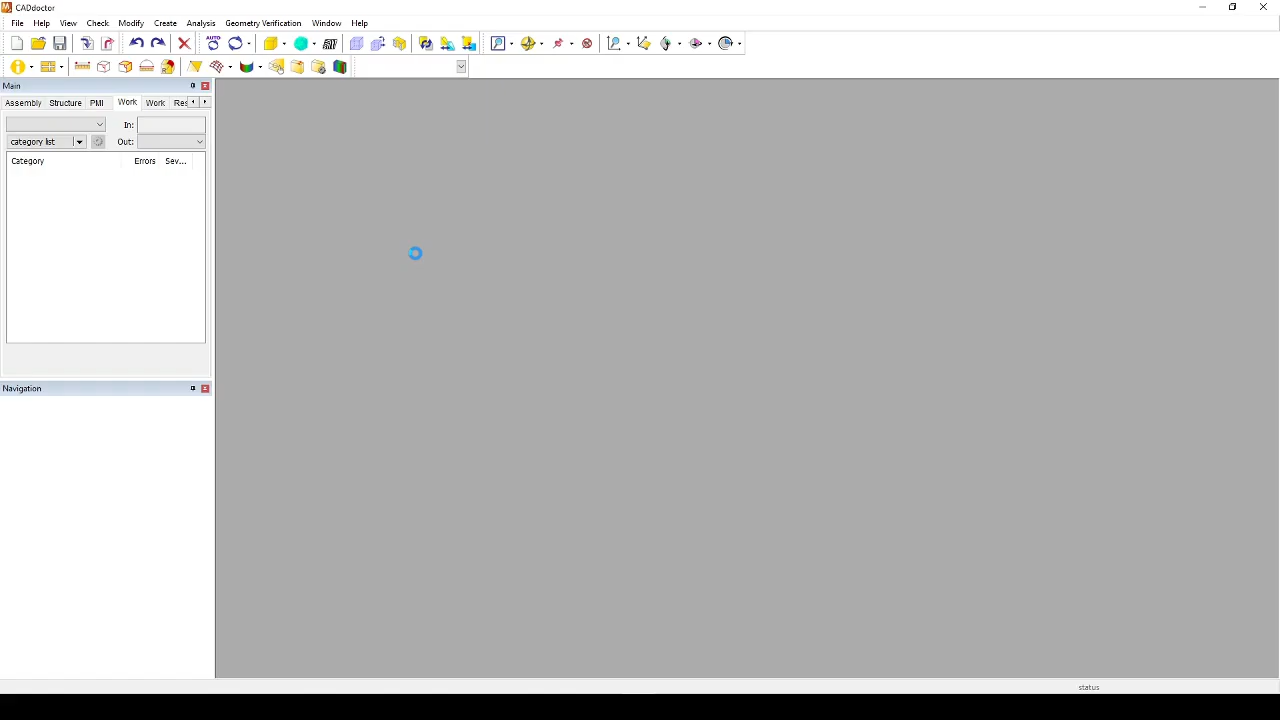 CADdoctor
File Help View Check Modify Create Analysis Geometry Verification Window Help
AUTO
Main
Assembly Structure PMI Work Work Res
In:
category list Out:
Category Errors Sev...
Navigation
status